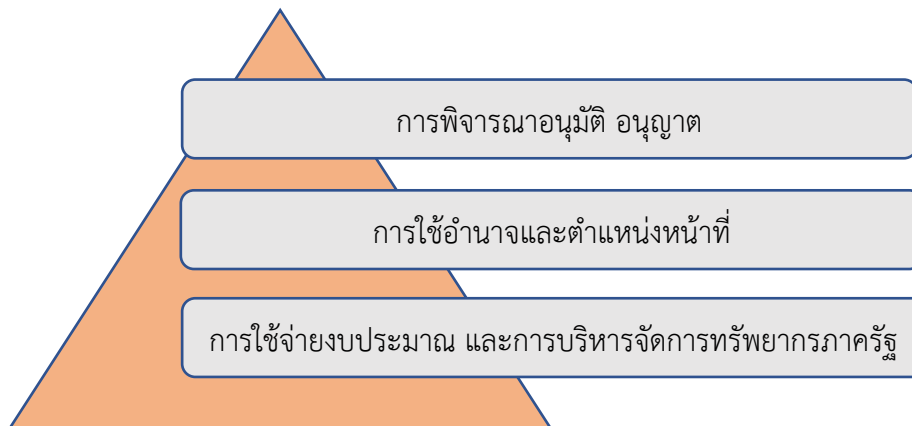 การพิจารณาอนุมัติ อนุญาต
การใช้อำนาจและตำแหน่งหน้าที่
การใช้จ่ายงบประมาณ และการบริหารจัดการทรัพยากรภาครัฐ